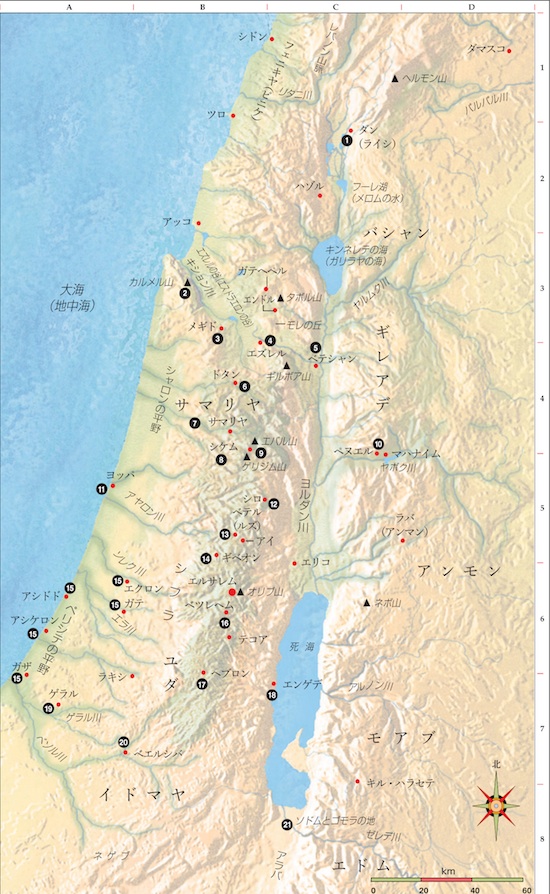 A
B
C
D
シドン
フェニキヤ(ピニケ)
レバノン山脈
ダマスコ
1
ヘルモン山
リタニ川
パルパル川
ツロ
ダン
(ライシ)
1
ハツォル
フーレ湖
(メロムの水)
2
アッコ
バシャン
キンネレテの海
(ガリラヤの海)
カルメル山
2
キション川
イズレルの谷(エスドラエロンの谷)
ガテヘペル
エンドル
タボル山
モレの丘
ヤルムク川
大海
(地中海)
3
メギド
3
4
エズレル
5
ベテシャン
ギルボア山
ギレアデ
ドタン
6
シャロンの平野
サマリヤ
7
サマリヤ
4
シケム
8
エバル山
9
ゲリジム山
10
ペヌエル
マハナイム
ヤボク川
ヨッパ
11
アヤロン川
シロ
12
ヨルダン川
5
ベテル
(ルズ)
13
アイ
14
ギベオン
ラバ
(アンマン)
エリコ
アンモン
ソレク川
15
エクロン
シェフェラ
エルサレム
オリブ山
15
アシドド
15
ガテ
エラ川
ベツレヘム
16
ネボ山
6
アシケロン
15
ペリシテの平野
テコア
死海
ガザ
15
ラキシ
ユダ
ヘブロン
17
エンゲデ
18
アルノン川
ゲラル
19
ゲラル川
ベソル川
20
ベエルシバ
モアブ
7
イドマヤ
キル・ハラセテ
北
21
ソドムとゴモラの地
ゼレデ川
8
ネゲブ
アラバ
エドム
km
0
20
40
60